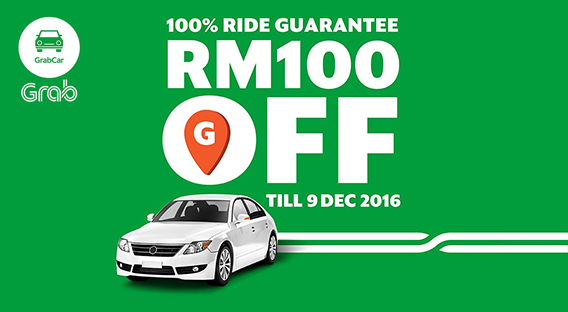 100% RIDE GUARANTEE
RM100
OFF
G
TILL 9 DEC 2016
GrabCar
Grab